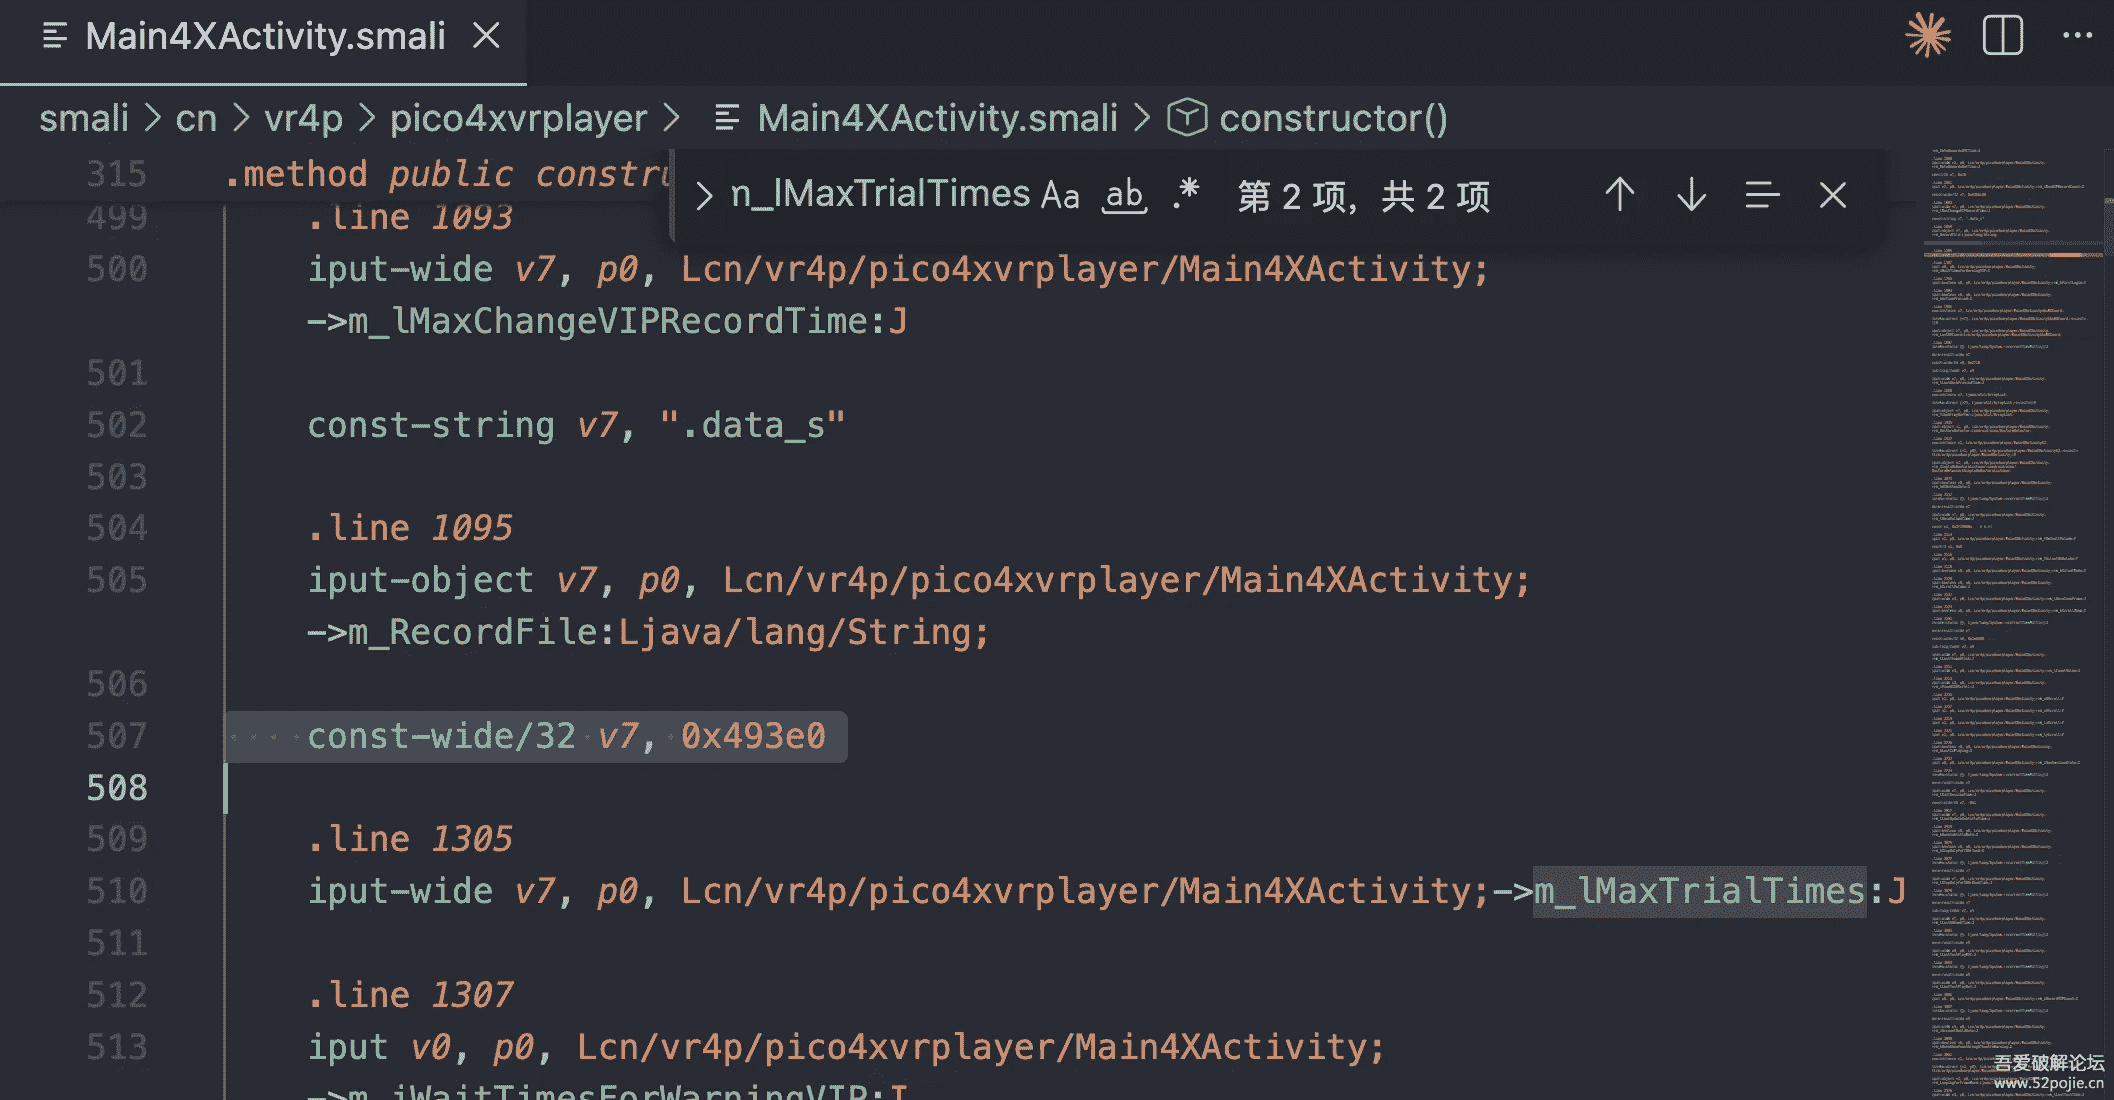 Main4XActivity.smali
smali > cn > vr4p > pico4xvrplayer > Main4XActivity.smali > constructor()
315 .method public constru
n_lMaxTrialTimes Aa ab .* 第 2 项, 共 2 项
499 .line 1093
500 iput-wide v7, p0, Lcn/vr4p/pico4xvrplayer/Main4XActivity;
->m_lMaxChangeVIPRecordTime:J
501
502 const-string v7, ".data_s"
503
504 .line 1095
505 iput-object v7, p0, Lcn/vr4p/pico4xvrplayer/Main4XActivity;
->m_RecordFile:Ljava/lang/String;
506
507 const-wide/32 v7, 0x493e0
508
509 .line 1305
510 iput-wide v7, p0, Lcn/vr4p/pico4xvrplayer/Main4XActivity;->m_lMaxTrialTimes:J
511
512 .line 1307
513 iput v0, p0, Lcn/vr4p/pico4xvrplayer/Main4XActivity;
->m_iWaitTimesForWarningVIP:I
吾爱破解论坛
www.52pojie.cn